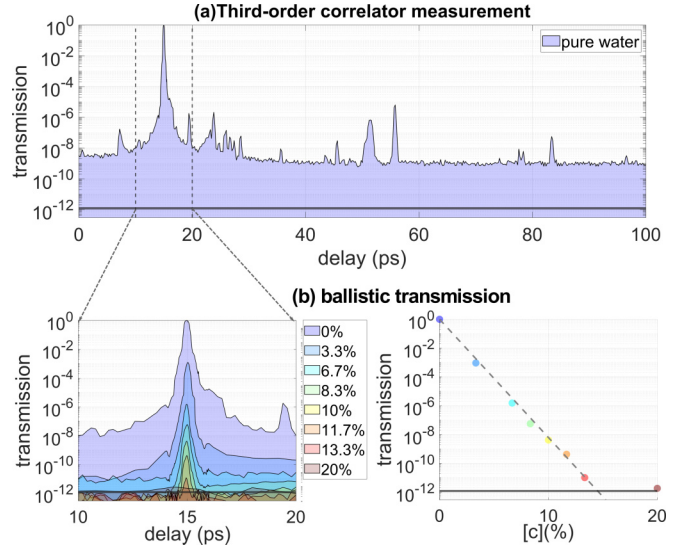 (a)Third-order correlator measurement
transmission
10^0
10^-2
10^-4
10^-6
10^-8
10^-10
10^-12
pure water
0 20 40 60 80 100
delay (ps)
(b) ballistic transmission
transmission
10^0
10^-2
10^-4
10^-6
10^-8
10^-10
10^-12
10 15 20
delay (ps)
0%
3.3%
6.7%
8.3%
10%
11.7%
13.3%
20%
transmission
10^0
10^-2
10^-4
10^-6
10^-8
10^-10
10^-12
0 10 20
[c](%)